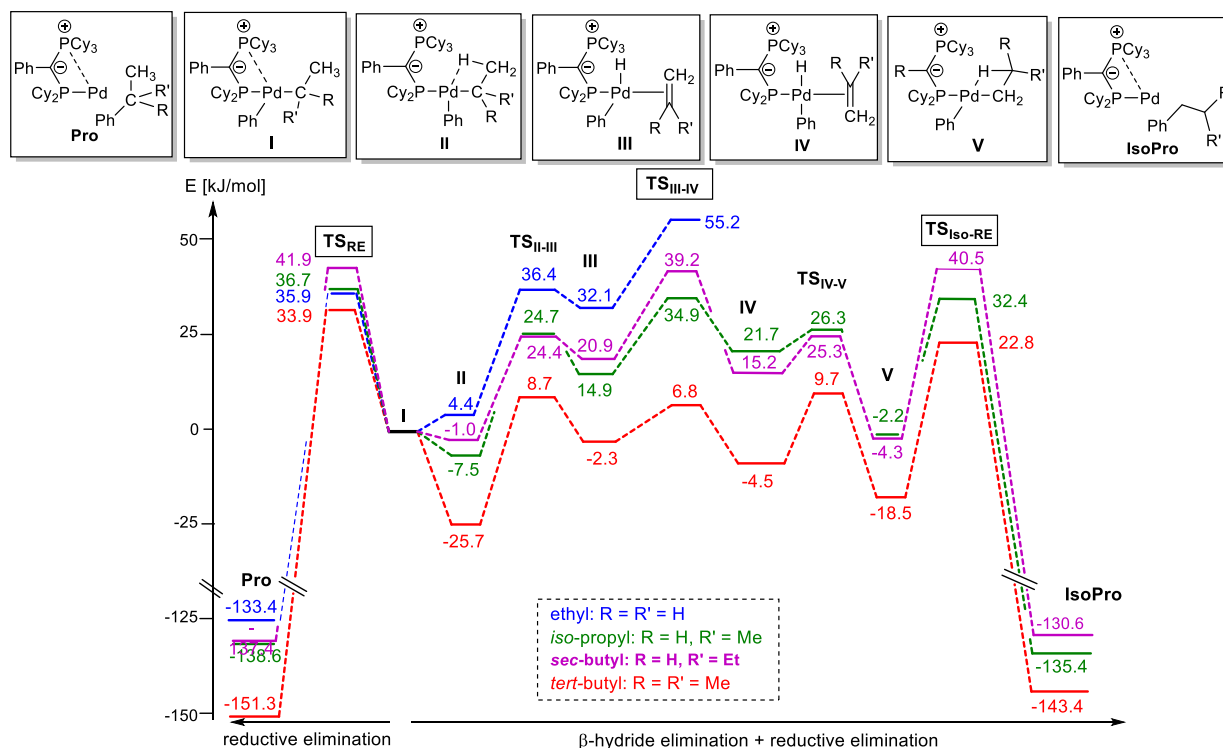 ⊕
PCy3
Ph
⊖
Cy2P
Pd
CH3
R'
R
Ph
Pro
⊕
PCy3
Ph
⊖
CH3
Cy2P
Pd
R
R'
Ph
I
⊕
PCy3
Ph
⊖
H
CH2
Cy2P
Pd
R'
Ph
R
II
⊕
PCy3
Ph
⊖
H
CH2
Cy2P
Pd
Ph
R
R'
III
⊕
PCy3
Ph
⊖
H
R
R'
Cy2P
Pd
Ph
CH2
IV
⊕
PCy3
R
R
⊖
H
R'
Cy2P
Pd
CH2
Ph
V
⊕
PCy3
Ph
⊖
Cy2P
Pd
Ph
R
R'
IsoPro
E [kJ/mol]
50
25
0
-25
-125
-150
TSRE
41.9
36.7
35.9
33.9
I
II
4.4
-1.0
-7.5
-25.7
TSII-III
36.4
24.7
24.4
8.7
III
32.1
20.9
14.9
-2.3
TSIII-IV
55.2
39.2
34.9
6.8
IV
21.7
15.2
-4.5
TSIV-V
26.3
25.3
9.7
V
-2.2
-4.3
-18.5
TSIso-RE
40.5
32.4
22.8
Pro
-133.4
-
137.4
-138.6
-151.3
IsoPro
-130.6
-135.4
-143.4
ethyl: R = R' = H
iso-propyl: R = H, R' = Me
sec-butyl: R = H, R' = Et
tert-butyl: R = R' = Me
reductive elimination
β-hydride elimination + reductive elimination